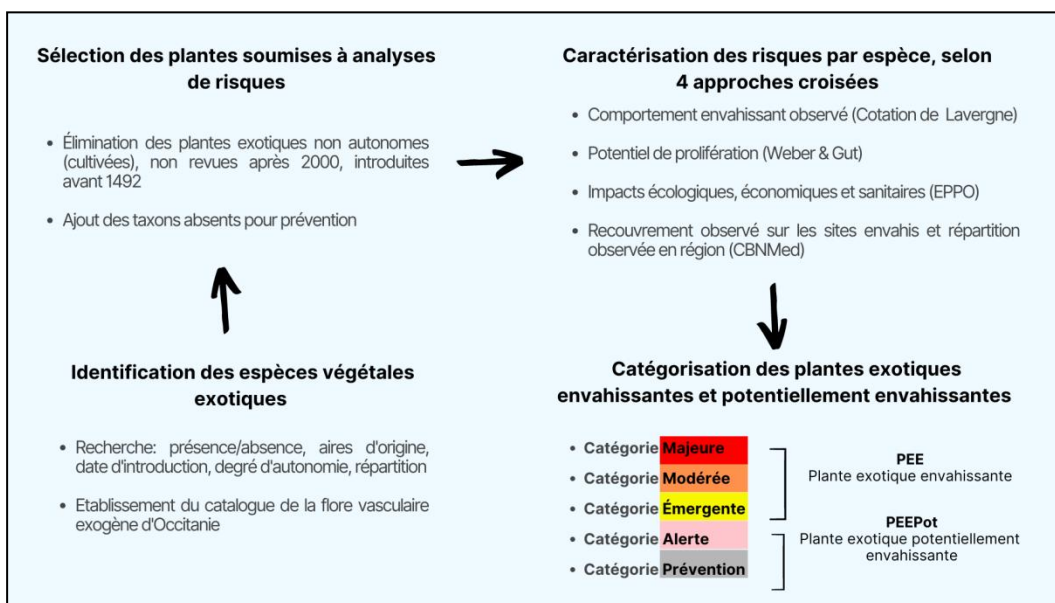 Sélection des plantes soumises à analyses
de risques
• Élimination des plantes exotiques non autonomes
(cultivées), non revues après 2000, introduites
avant 1492
• Ajout des taxons absents pour prévention
Caractérisation des risques par espèce, selon
4 approches croisées
• Comportement envahissant observé (Cotation de Lavergne)
• Potentiel de prolifération (Weber & Gut)
• Impacts écologiques, économiques et sanitaires (EPPO)
• Recouvrement observé sur les sites envahis et répartition
observée en région (CBNMed)
Identification des espèces végétales
exotiques
• Recherche: présence/absence, aires d'origine,
date d'introduction, degré d'autonomie, répartition
• Etablissement du catalogue de la flore vasculaire
exogène d'Occitanie
Catégorisation des plantes exotiques
envahissantes et potentiellement envahissantes
• Catégorie Majeure
• Catégorie Modérée
• Catégorie Émergente
• Catégorie Alerte
• Catégorie Prévention
PEE
Plante exotique envahissante
PEEPot
Plante exotique potentiellement
envahissante